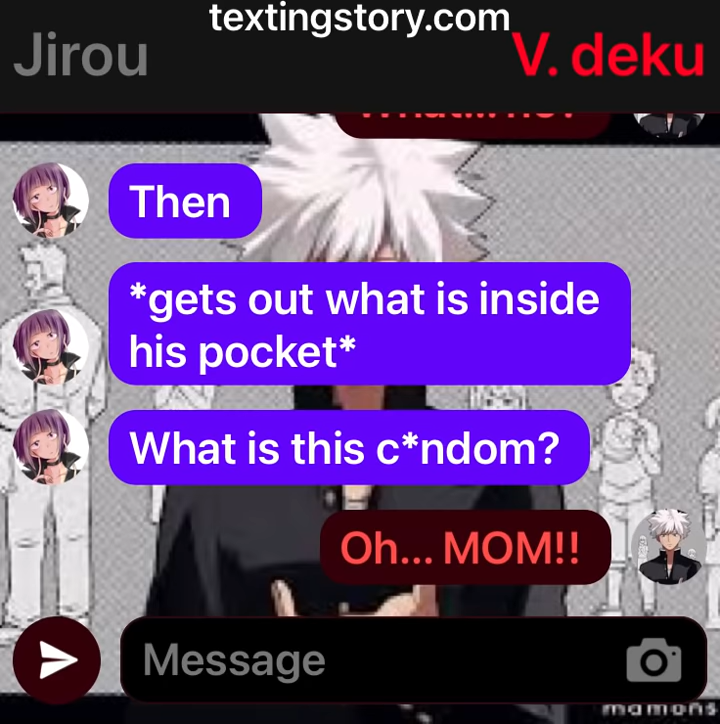 textingstory.com
Jirou
V. deku
Then
*gets out what is inside
his pocket*
What is this c*ndom?
Oh... MOM!!
Message